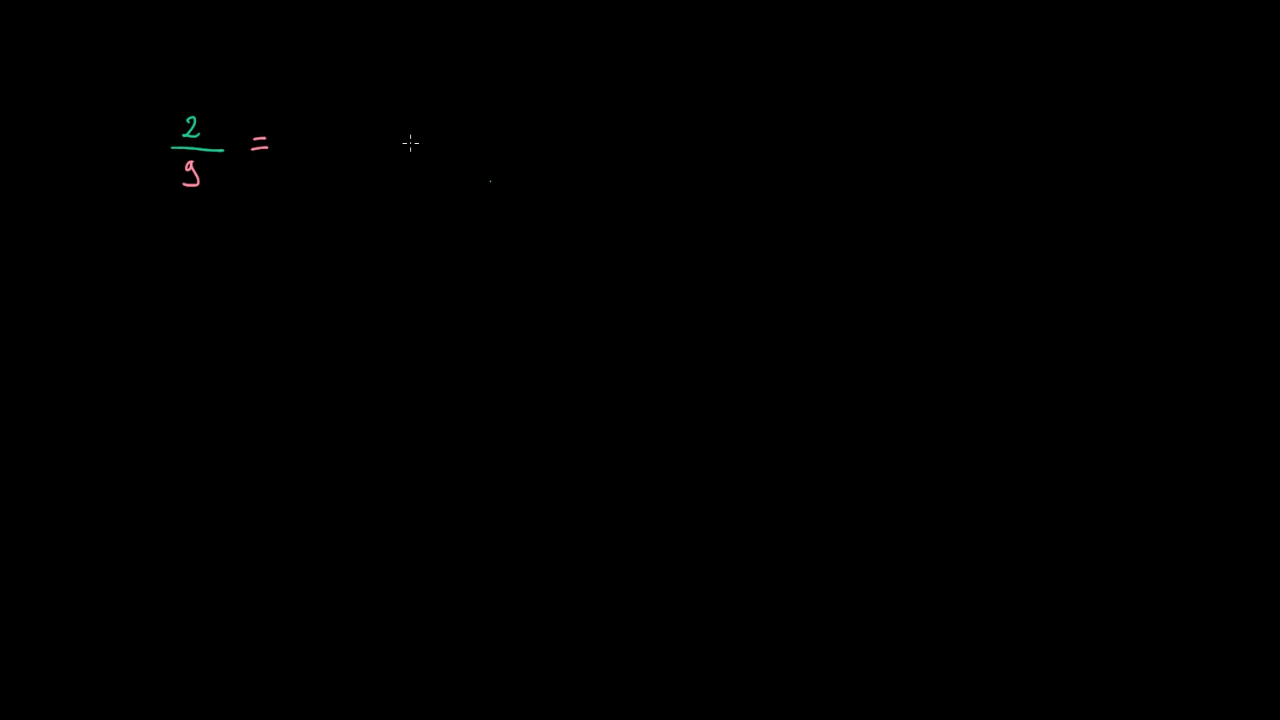 2/9 =